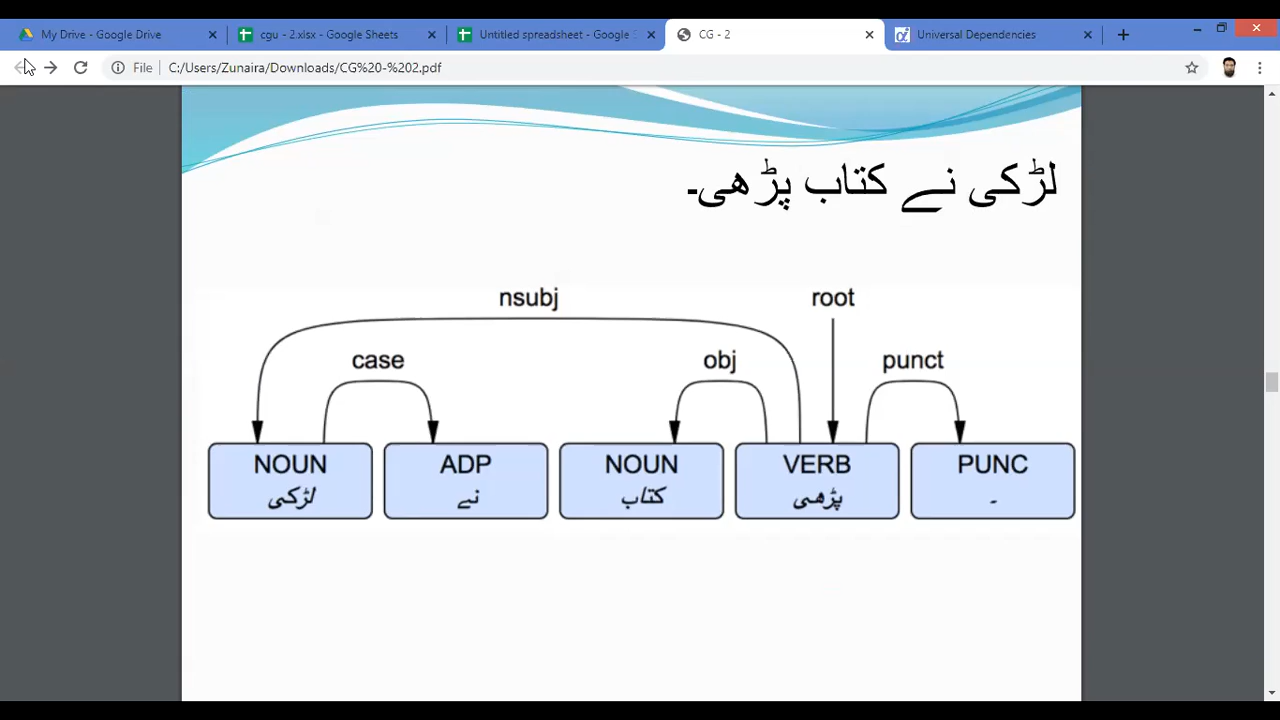 My Drive - Google Drive
cgu - 2.xlsx - Google Sheets
Untitled spreadsheet - Google
CG - 2
Universal Dependencies
File
C:/Users/Zunaira/Downloads/CG%20-%202.pdf
لڑکی نے کتاب پڑھی۔
nsubj
root
case
obj
punct
NOUN
ADP
NOUN
VERB
PUNC
لڑکی
نے
کتاب
پڑھی
۔